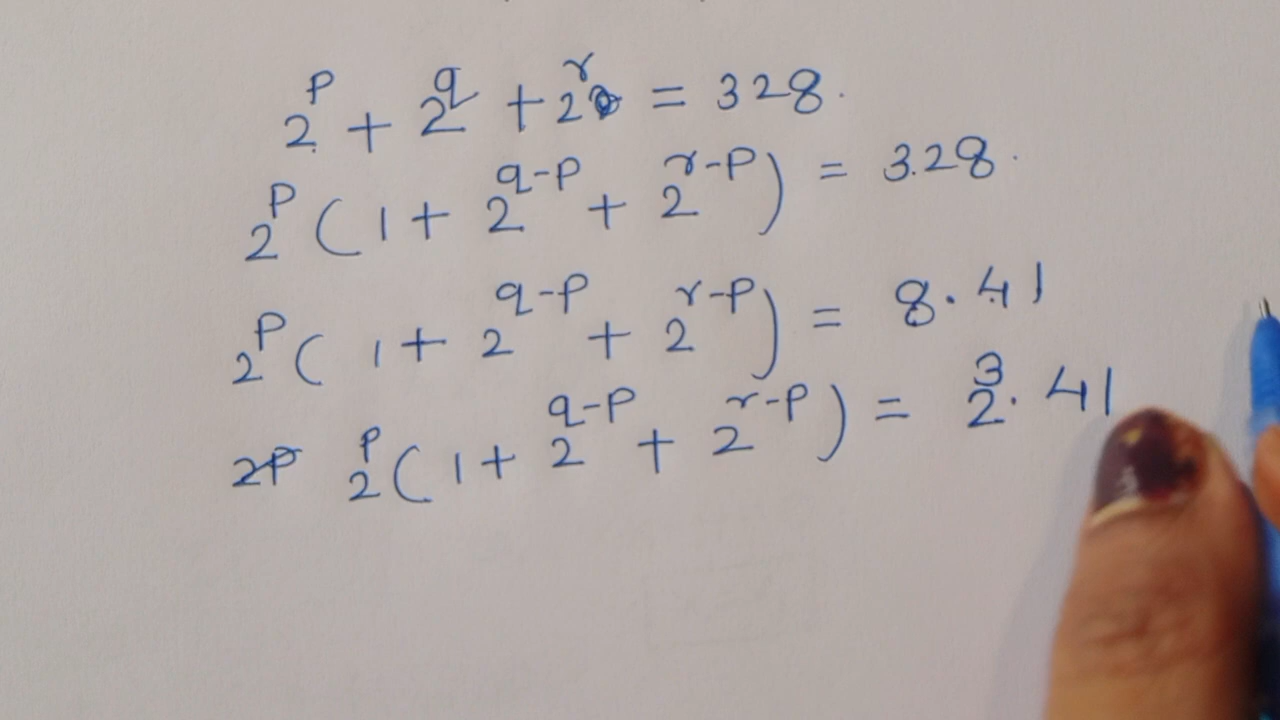 2^p + 2^q + 2^r = 328.
2^p (1 + 2^{q-p} + 2^{r-p}) = 328.
2^p (1 + 2^{q-p} + 2^{r-p}) = 8.41
2p 2^p (1 + 2^{q-p} + 2^{r-p}) = 2^3. 41